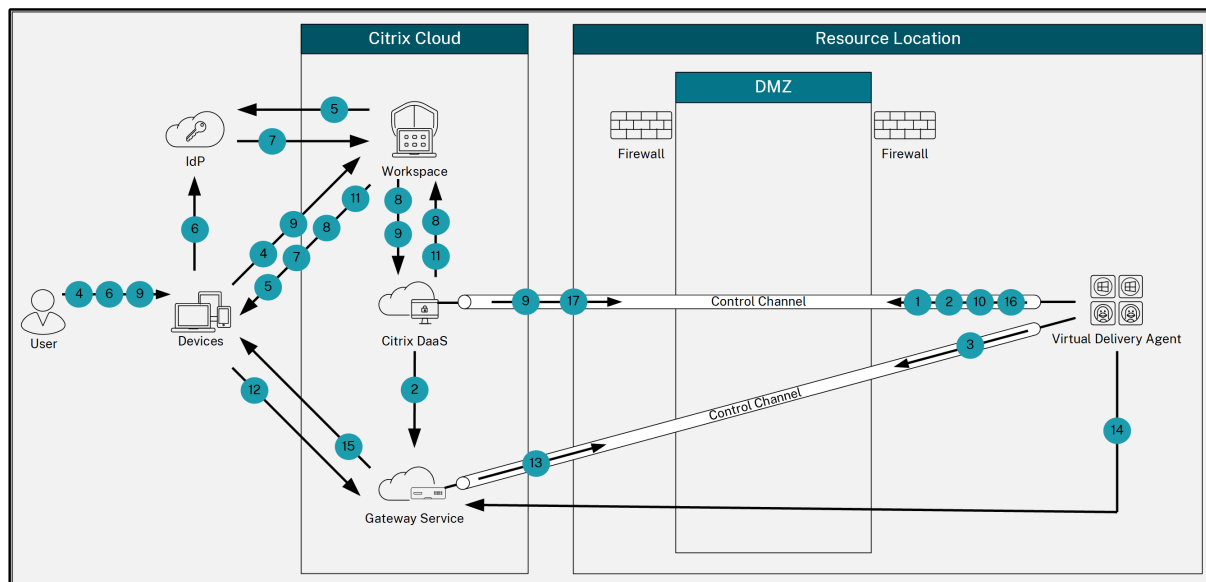 Citrix Cloud
Resource Location
DMZ
5
7
IdP
Workspace
Firewall
Firewall
11
8
9
8
6
9
8
4
7
9
11
5
4 6 9
User
Devices
Citrix DaaS
9 17
Control Channel
1 2 10 16
Virtual Delivery Agent
3
12
2
Control Channel
15
13
14
Gateway Service